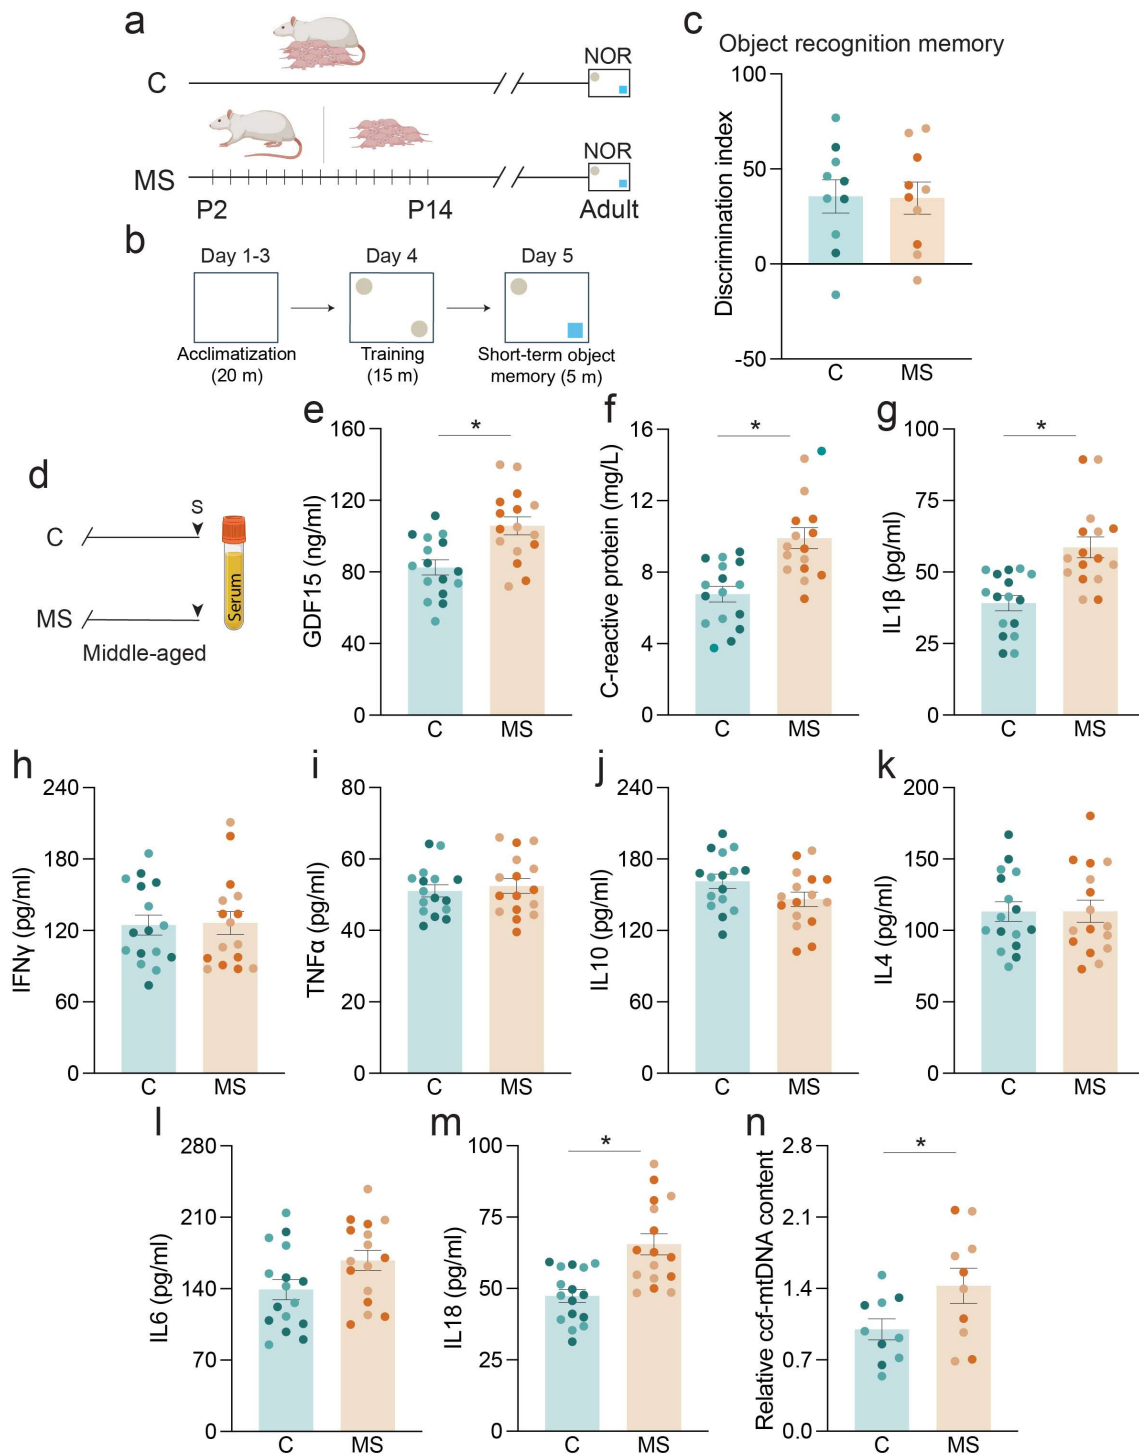 a
C
NOR
MS
NOR
P2
P14
Adult
b
Day 1-3
Day 4
Day 5
Acclimatization
(20 m)
Training
(15 m)
Short-term object
memory (5 m)
c
Object recognition memory
Discrimination index
100
50
0
-50
C
MS
d
C
S
MS
Serum
Middle-aged
e
GDF15 (ng/ml)
160
120
80
40
0
*
C
MS
f
C-reactive protein (mg/L)
16
12
8
4
0
*
C
MS
g
IL1β (pg/ml)
100
75
50
25
0
*
C
MS
h
IFNγ (pg/ml)
240
180
120
60
0
C
MS
i
TNFα (pg/ml)
80
60
40
20
0
C
MS
j
IL10 (pg/ml)
240
180
120
60
0
C
MS
k
IL4 (pg/ml)
200
150
100
50
0
C
MS
l
IL6 (pg/ml)
280
210
140
70
0
C
MS
m
IL18 (pg/ml)
100
75
50
25
0
*
C
MS
n
Relative ccf-mtDNA content
2.8
2.1
1.4
0.7
0.0
*
C
MS